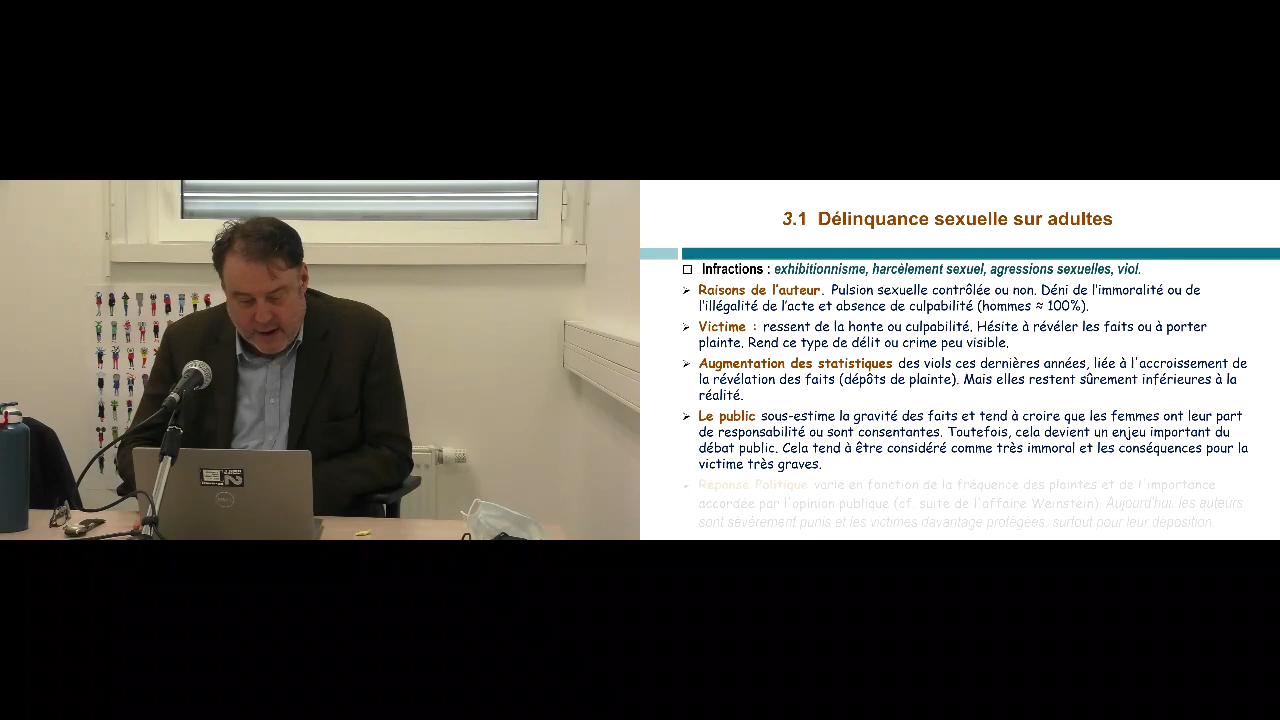 3.1 Délinquance sexuelle sur adultes
Infractions : exhibitionnisme, harcèlement sexuel, agressions sexuelles, viol.
Raisons de l'auteur. Pulsion sexuelle contrôlée ou non. Déni de l'immoralité ou de
l'illégalité de l'acte et absence de culpabilité (hommes ≈ 100%).
Victime : ressent de la honte ou culpabilité. Hésite à révéler les faits ou à porter
plainte. Rend ce type de délit ou crime peu visible.
Augmentation des statistiques des viols ces dernières années, liée à l'accroissement de
la révélation des faits (dépôts de plainte). Mais elles restent sûrement inférieures à la
réalité.
Le public sous-estime la gravité des faits et tend à croire que les femmes ont leur part
de responsabilité ou sont consentantes. Toutefois, cela devient un enjeu important du
débat public. Cela tend à être considéré comme très immoral et les conséquences pour la
victime très graves.
Réponse Politique varie en fonction de la fréquence des plaintes et de l'importance
accordée par l'opinion publique (cf. suite de l'affaire Weinstein). Aujourd'hui, les auteurs
sont sévèrement punis et les victimes davantage protégées, surtout pour leur déposition.
DELL